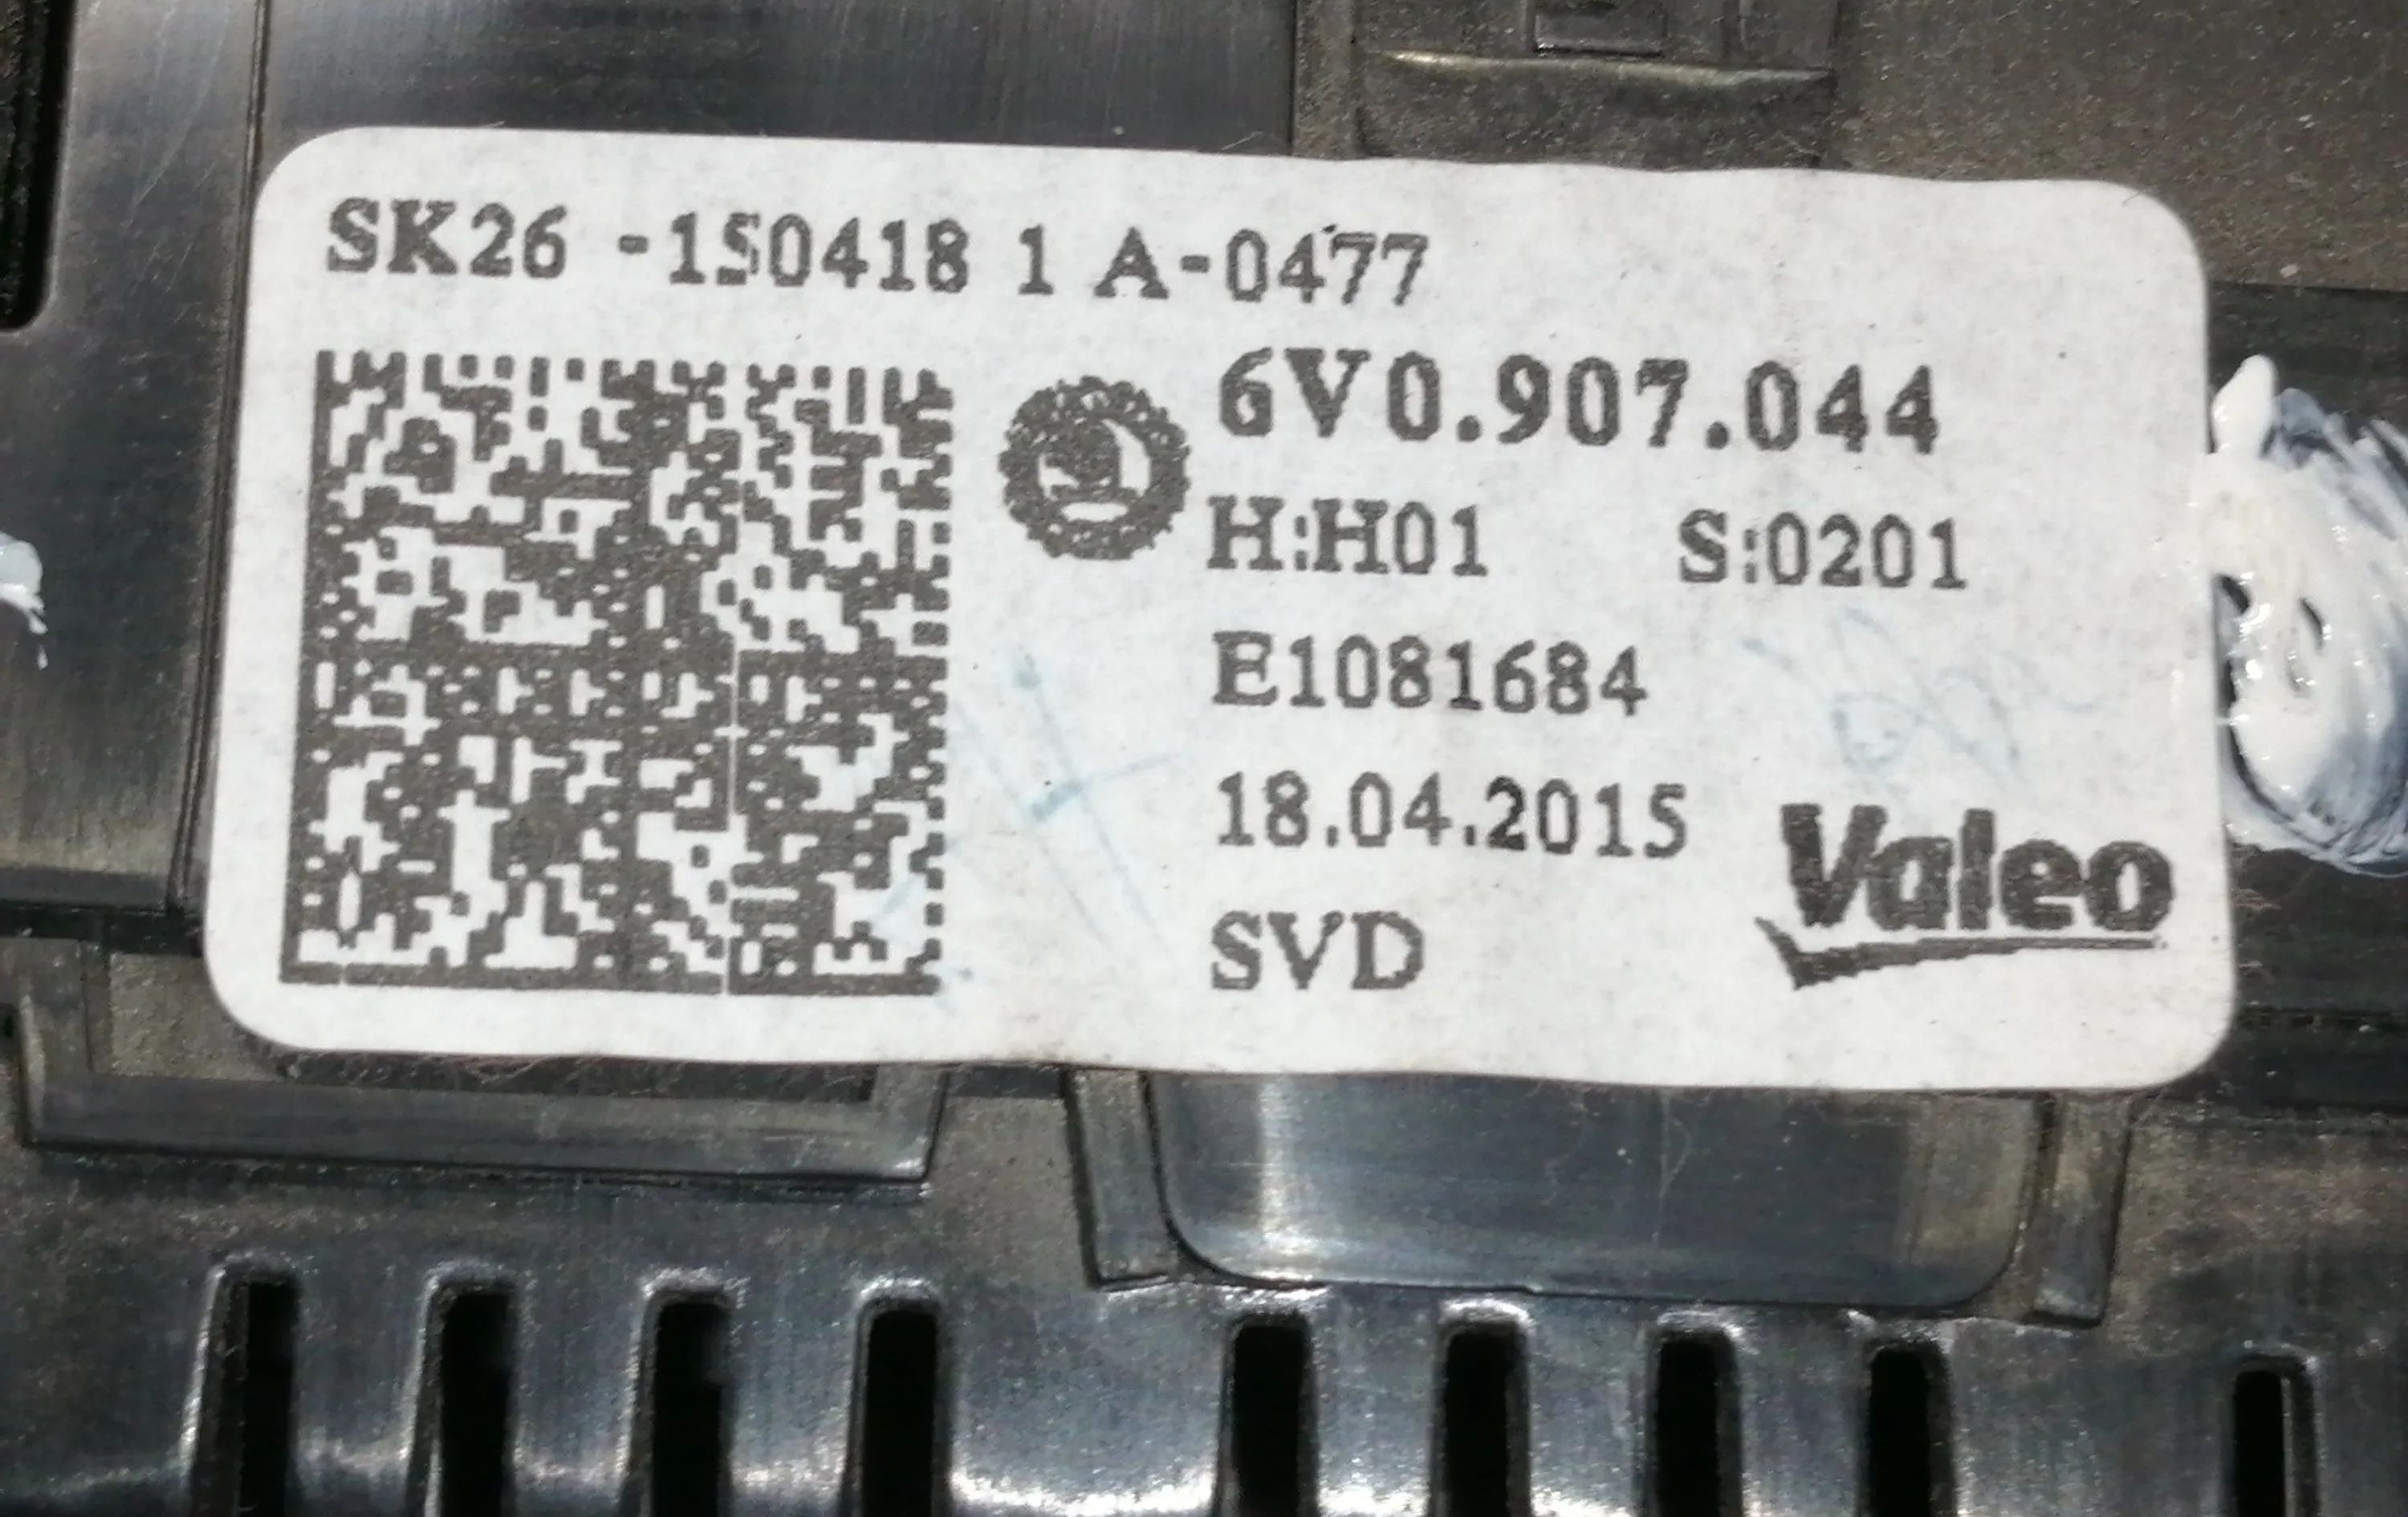 SK26 -150418 1 A-0477
6V0.907.044
H:H01 S:0201
E1081684
18.04.2015
SVD
Valeo